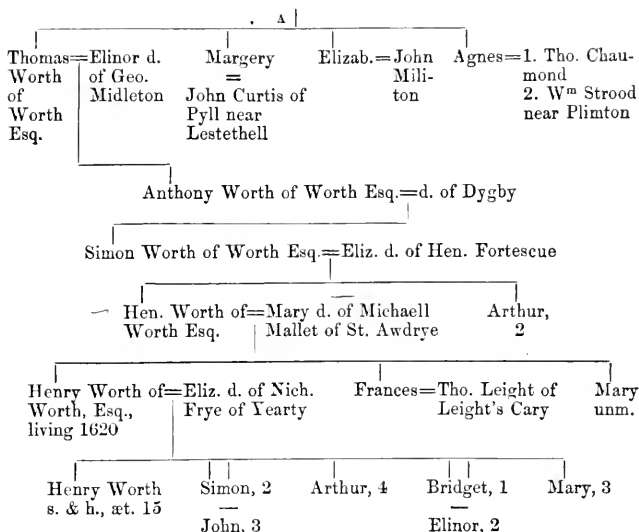 A
Thomas=Elinor d.
Worth of Geo.
of Midleton
Worth
Esq.
Margery
=
John Curtis of
Pyll near
Lestethell
Elizab.=John
Mili-
ton
Agnes=1. Tho. Chau-
mond
2. Wᵐ Strood
near Plimton
Anthony Worth of Worth Esq.=d. of Dygby
Simon Worth of Worth Esq.=Eliz. d. of Hen. Fortescue
Hen. Worth of=Mary d. of Michaell
Worth Esq. Mallet of St. Awdrye
Arthur,
2
Henry Worth of=Eliz. d. of Nich.
Worth, Esq., Frye of Yearty
living 1620
Frances=Tho. Leight of
Leight's Cary
Mary
unm.
Henry Worth
s. & h., æt. 15
Simon, 2
John, 3
Arthur, 4
Bridget, 1
Elinor, 2
Mary, 3